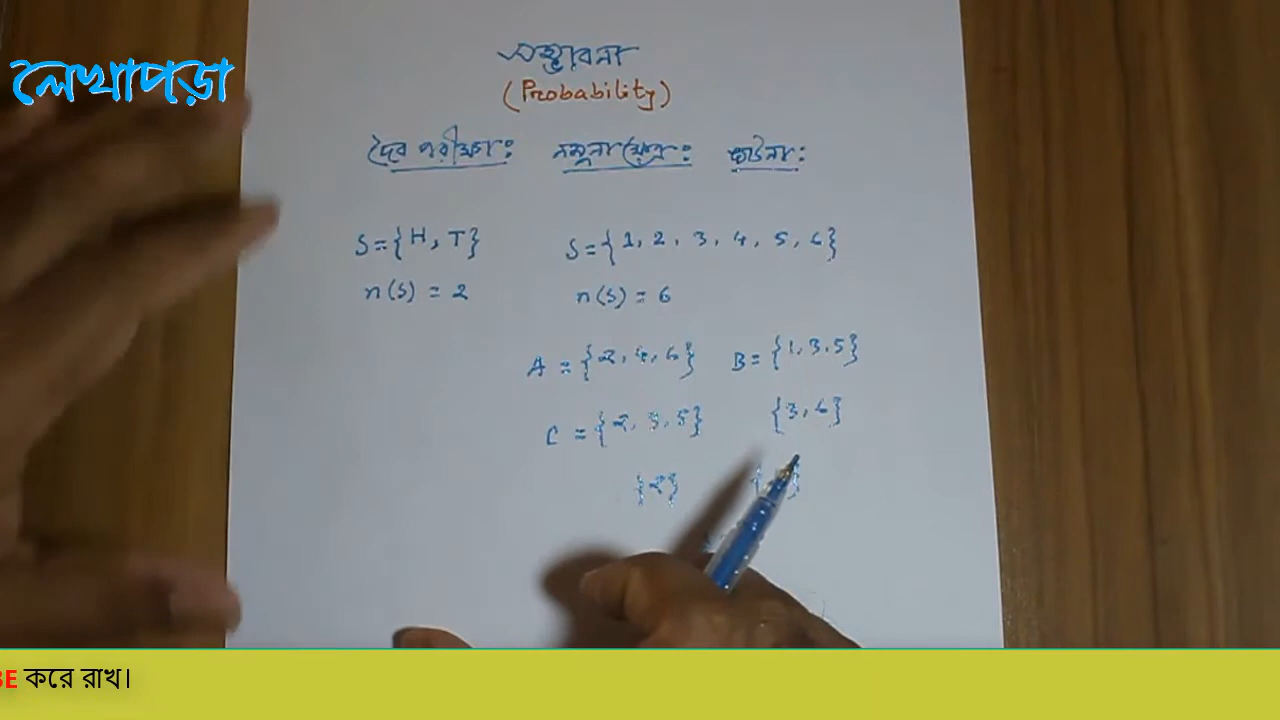 লেখাপড়া
সম্ভাবনা
(Probability)
দৈব পরীক্ষা: নমুনাক্ষেত্র: ঘটনা:
S={H, T} S={1, 2, 3, 4, 5, 6}
n(S) = 2 n(S) = 6
A = {2, 4, 6} B = {1, 3, 5}
C = {2, 3, 5} {3, 6}
{2}
BE করে রাখ।